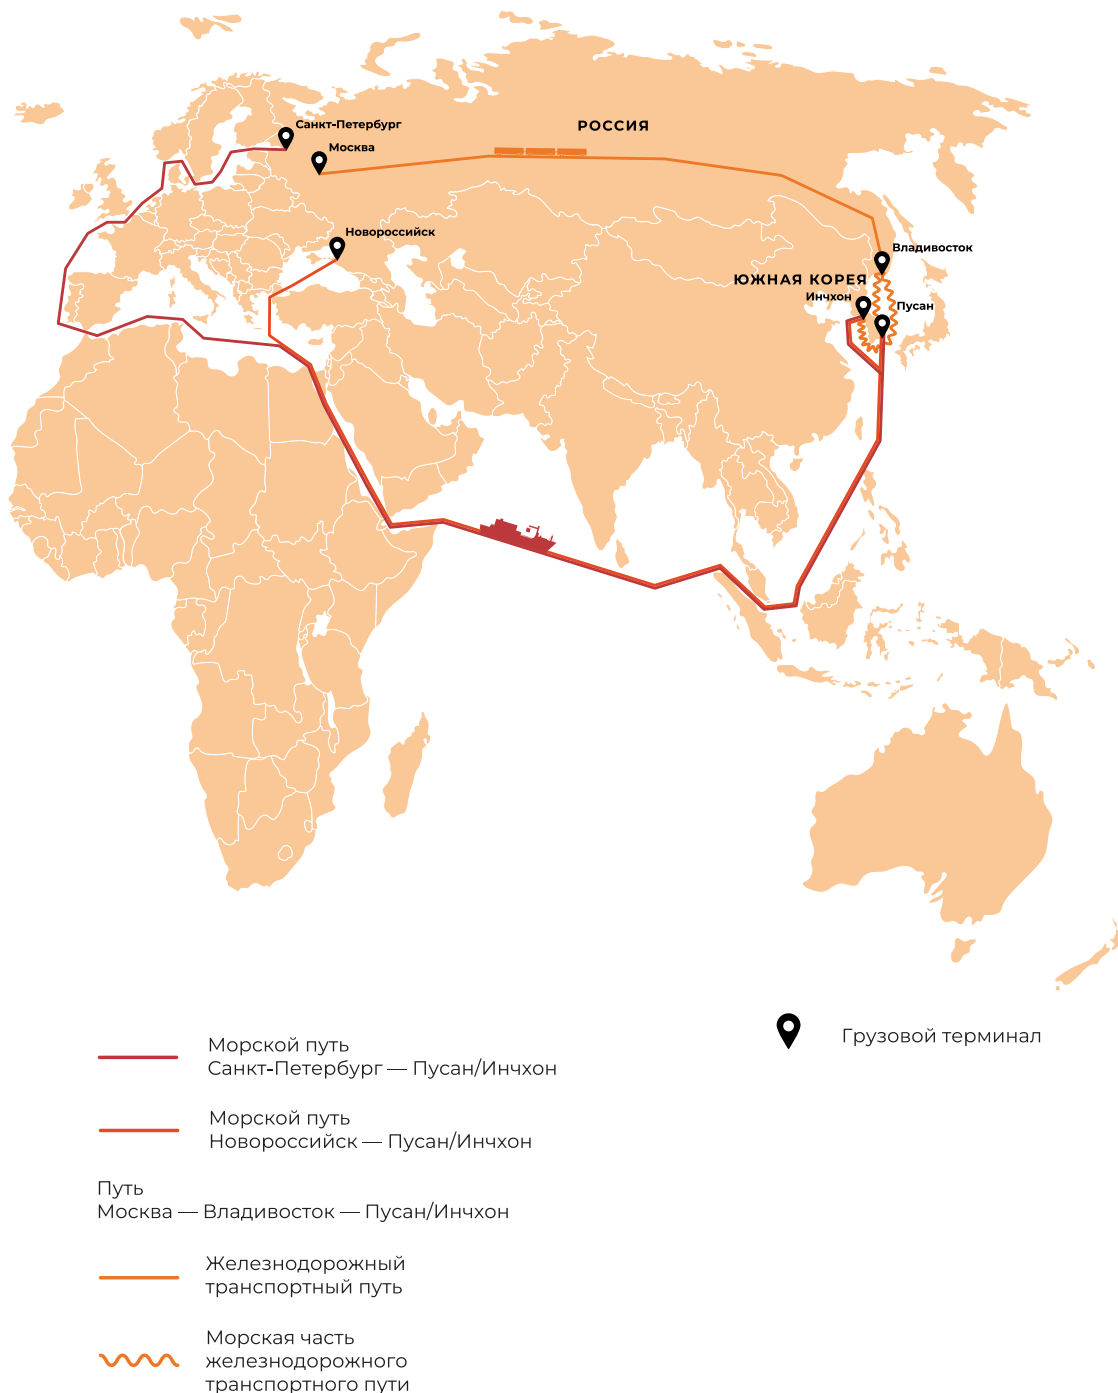 Санкт-Петербург
РОССИЯ
Москва
Новороссийск
Владивосток
ЮЖНАЯ КОРЕЯ
Инчхон
Пусан
Морской путь
Санкт-Петербург — Пусан/Инчхон
Грузовой терминал
Морской путь
Новороссийск — Пусан/Инчхон
Путь
Москва — Владивосток — Пусан/Инчхон
Железнодорожный
транспортный путь
Морская часть
железнодорожного
транспортного пути